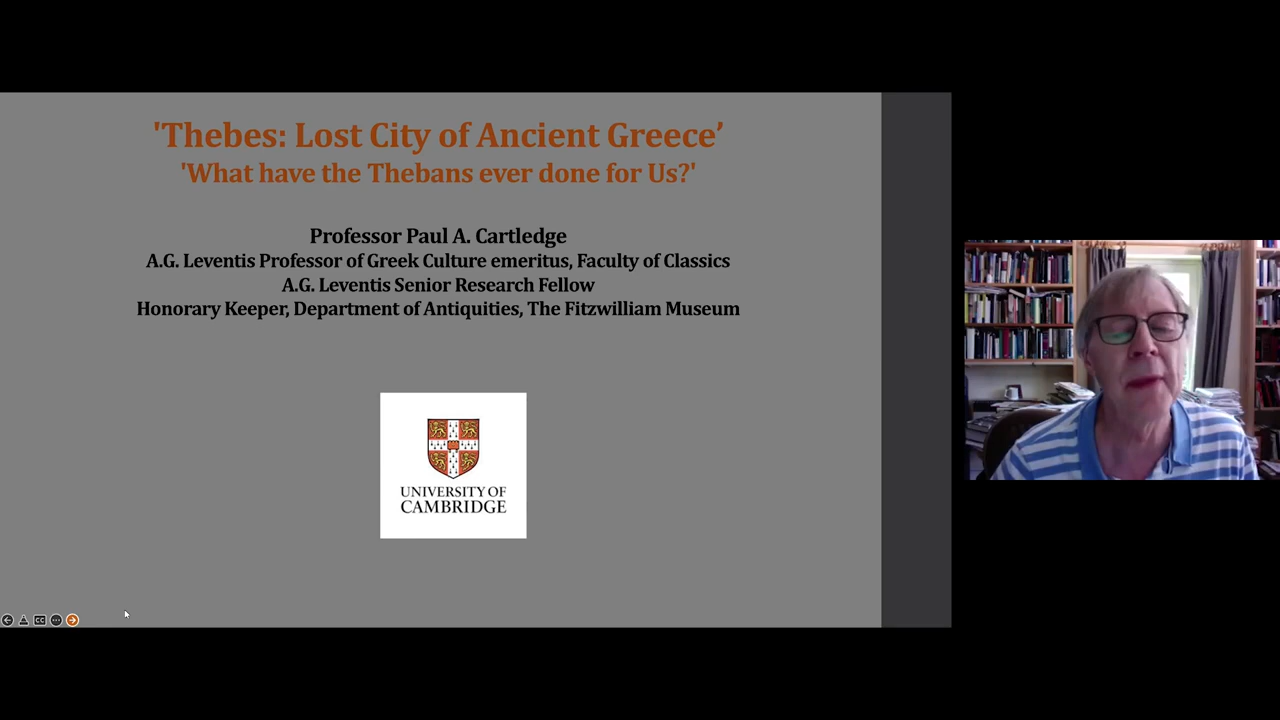 'Thebes: Lost City of Ancient Greece’
'What have the Thebans ever done for Us?'
Professor Paul A. Cartledge
A.G. Leventis Professor of Greek Culture emeritus, Faculty of Classics
A.G. Leventis Senior Research Fellow
Honorary Keeper, Department of Antiquities, The Fitzwilliam Museum
UNIVERSITY OF
CAMBRIDGE
CC